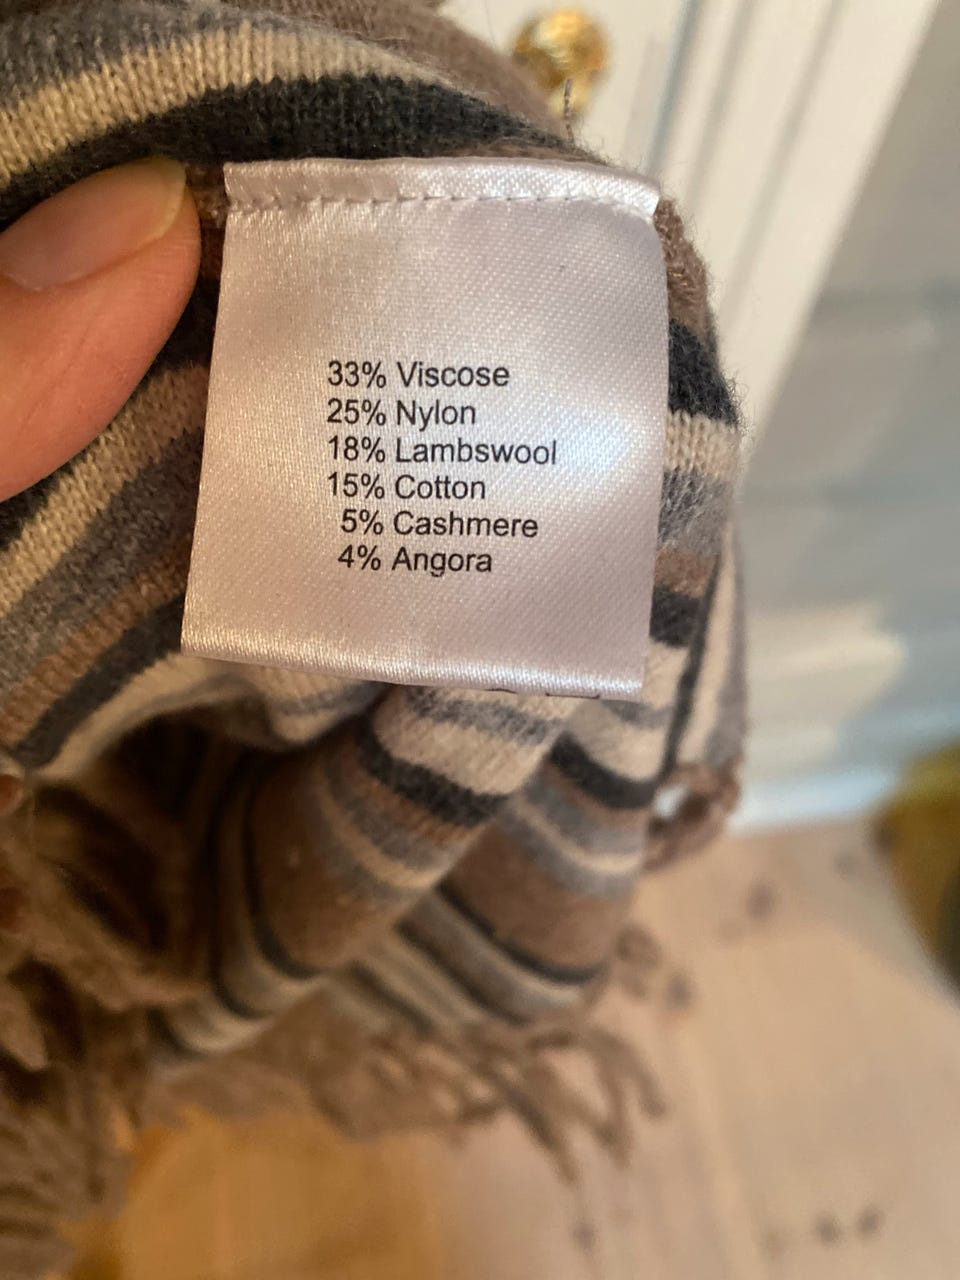 33% Viscose
25% Nylon
18% Lambswool
15% Cotton
5% Cashmere
4% Angora